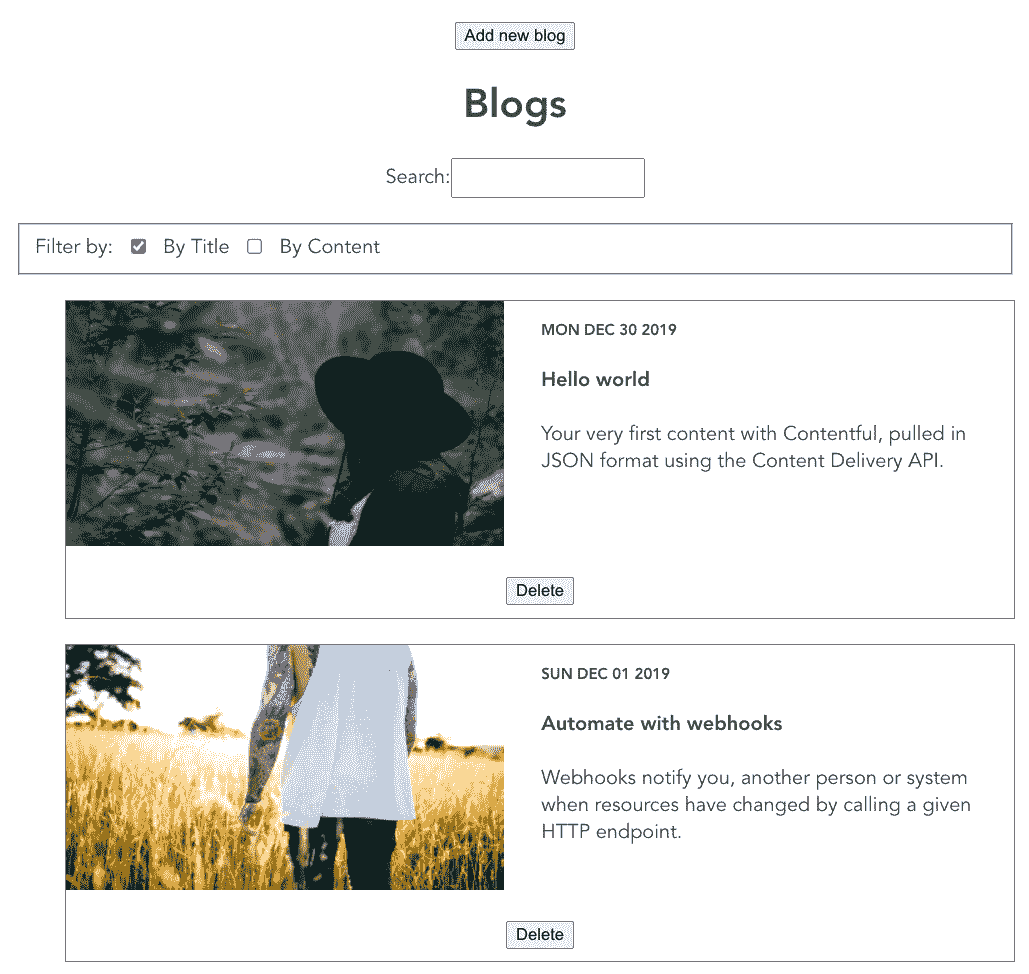 Add new blog
Blogs
Search:
Filter by: By Title By Content
MON DEC 30 2019
Hello world
Your very first content with Contentful, pulled in
JSON format using the Content Delivery API.
Delete
SUN DEC 01 2019
Automate with webhooks
Webhooks notify you, another person or system
when resources have changed by calling a given
HTTP endpoint.
Delete